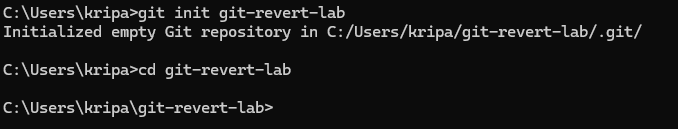 C:\Users\kripa>git init git-revert-lab
Initialized empty Git repository in C:/Users/kripa/git-revert-lab/.git/
C:\Users\kripa>cd git-revert-lab
C:\Users\kripa\git-revert-lab>